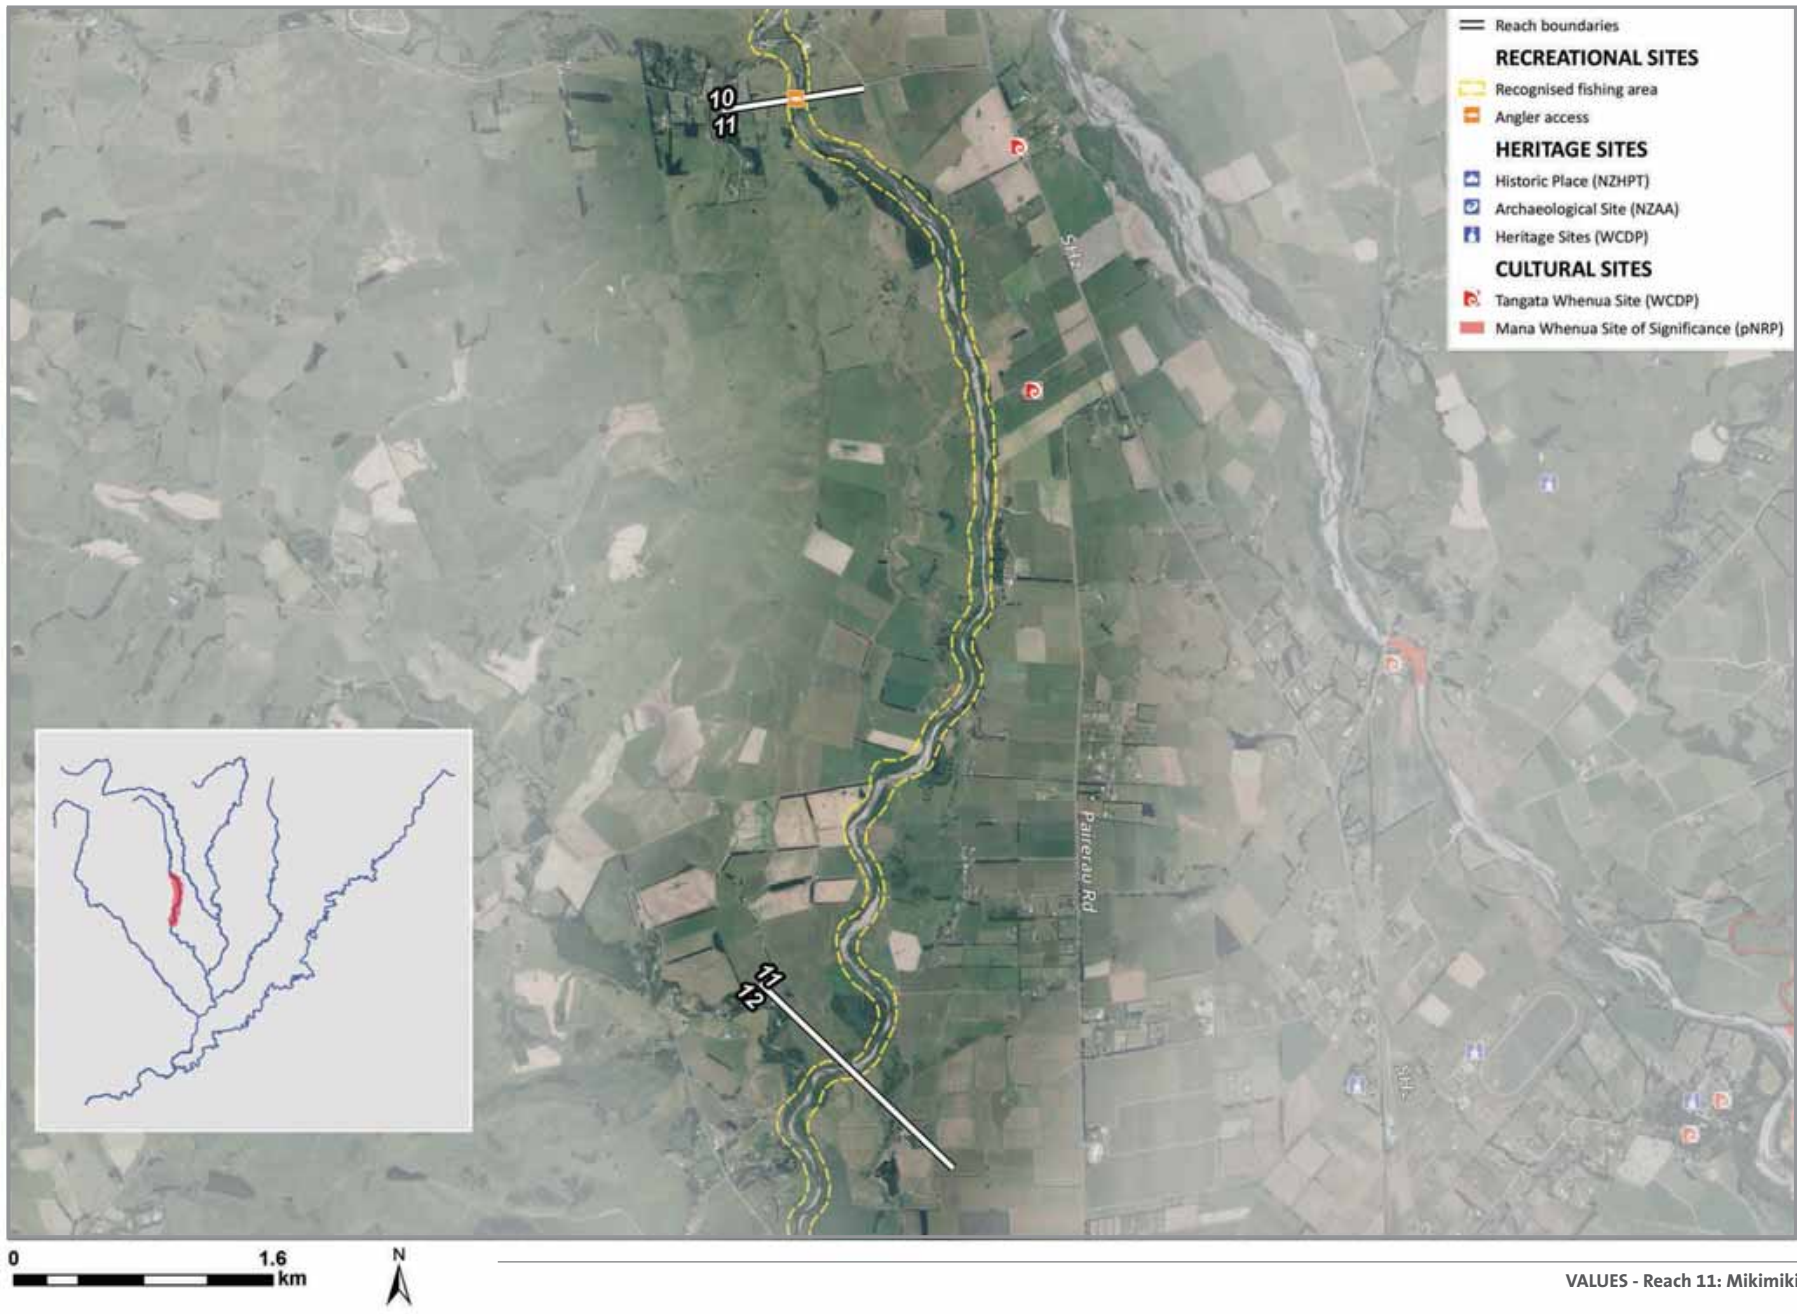 Reach boundaries
RECREATIONAL SITES
Recognised fishing area
Angler access
HERITAGE SITES
Historic Place (NZHPT)
Archaeological Site (NZAA)
Heritage Sites (WCDP)
CULTURAL SITES
Tangata Whenua Site (WCDP)
Mana Whenua Site of Significance (pNRP)
10
11
SH2
Paierau Rd
11
12
0
1.6
km
N
VALUES - Reach 11: Mikimiki